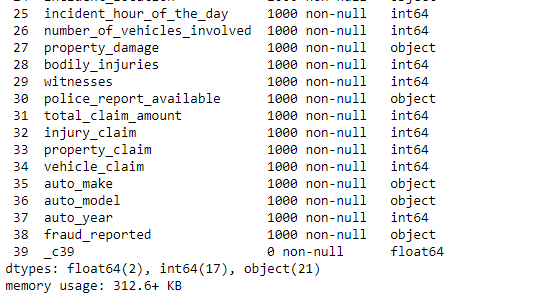 24 incident_location 1000 non-null object
25 incident_hour_of_the_day 1000 non-null int64
26 number_of_vehicles_involved 1000 non-null int64
27 property_damage 1000 non-null object
28 bodily_injuries 1000 non-null int64
29 witnesses 1000 non-null int64
30 police_report_available 1000 non-null object
31 total_claim_amount 1000 non-null int64
32 injury_claim 1000 non-null int64
33 property_claim 1000 non-null int64
34 vehicle_claim 1000 non-null int64
35 auto_make 1000 non-null object
36 auto_model 1000 non-null object
37 auto_year 1000 non-null int64
38 fraud_reported 1000 non-null object
39 _c39 0 non-null float64
dtypes: float64(2), int64(17), object(21)
memory usage: 312.6+ KB